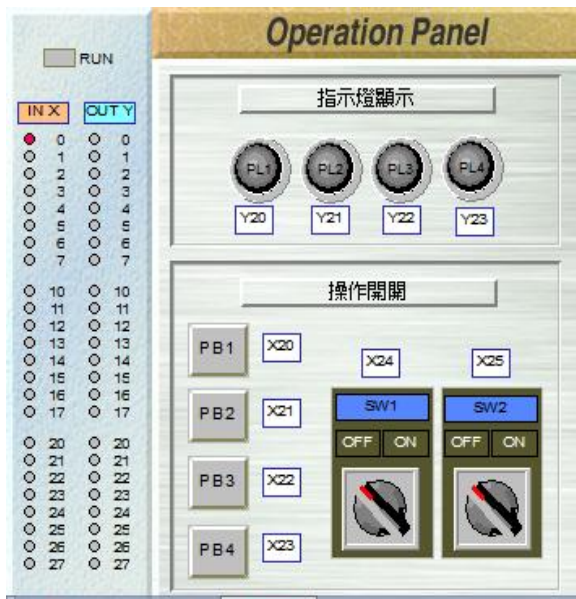 Operation Panel
RUN
IN X OUT Y
0 0
1 1
2 2
3 3
4 4
5 5
6 6
7 7
10 10
11 11
12 12
13 13
14 14
15 15
16 16
17 17
20 20
21 21
22 22
23 23
24 24
25 25
26 26
27 27
指示燈顯示
PL1 PL2 PL3 PL4
Y20 Y21 Y22 Y23
操作開開
PB1 X20
PB2 X21
PB3 X22
PB4 X23
X24 X25
SW1 SW2
OFF ON OFF ON